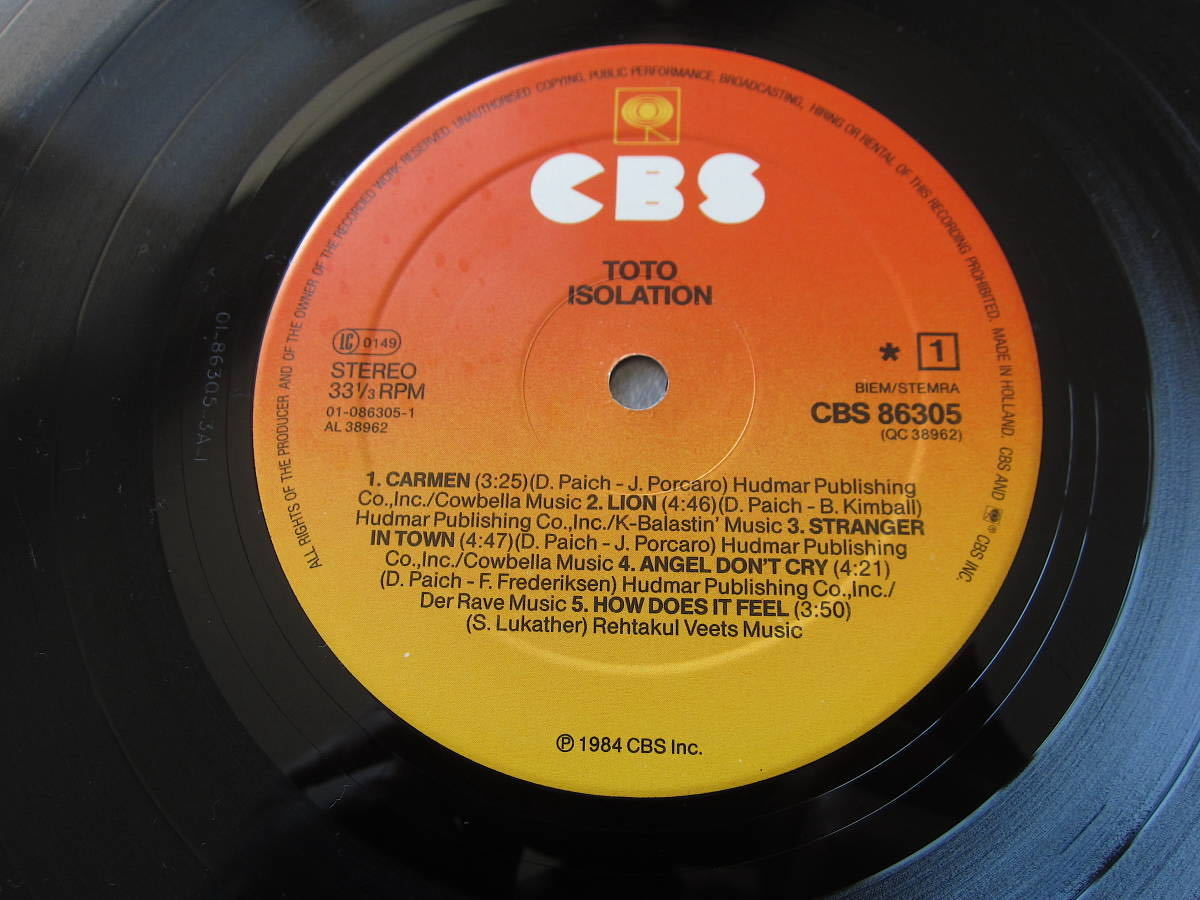 ALL RIGHTS OF THE PRODUCER AND OF THE OWNER OF THE RECORDED WORK RESERVED. UNAUTHORISED COPYING, PUBLIC PERFORMANCE, BROADCASTING, HIRING OR RENTAL OF THIS RECORDING PROHIBITED. MADE IN HOLLAND. CBS AND ® CBS INC.
CBS
TOTO
ISOLATION
LC 0149
STEREO
33 1/3 RPM
01-086305-1
AL 38962
* 1
BIEM/STEMRA
CBS 86305
(QC 38962)
1. CARMEN (3:25)(D. Paich - J. Porcaro) Hudmar Publishing
Co.,Inc./Cowbella Music 2. LION (4:46)(D. Paich - B. Kimball)
Hudmar Publishing Co.,Inc./K-Balastin' Music 3. STRANGER
IN TOWN (4:47)(D. Paich - J. Porcaro) Hudmar Publishing
Co.,Inc./Cowbella Music 4. ANGEL DON'T CRY (4:21)
(D. Paich - F. Frederiksen) Hudmar Publishing Co.,Inc./
Der Rave Music 5. HOW DOES IT FEEL (3:50)
(S. Lukather) Rehtakul Veets Music
℗ 1984 CBS Inc.
01-86305-3A-1